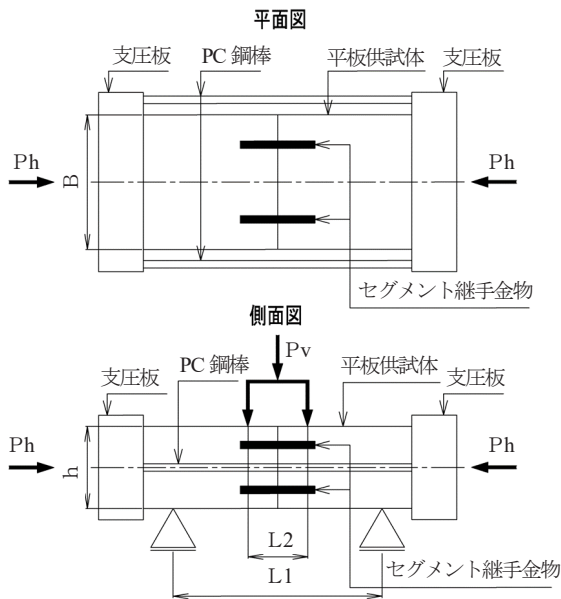 平面図
支圧板
PC 鋼棒
平板供試体
支圧板
Ph
B
Ph
セグメント継手金物
側面図
Pv
支圧板
PC 鋼棒
平板供試体
支圧板
Ph
h
Ph
L2
L1
セグメント継手金物